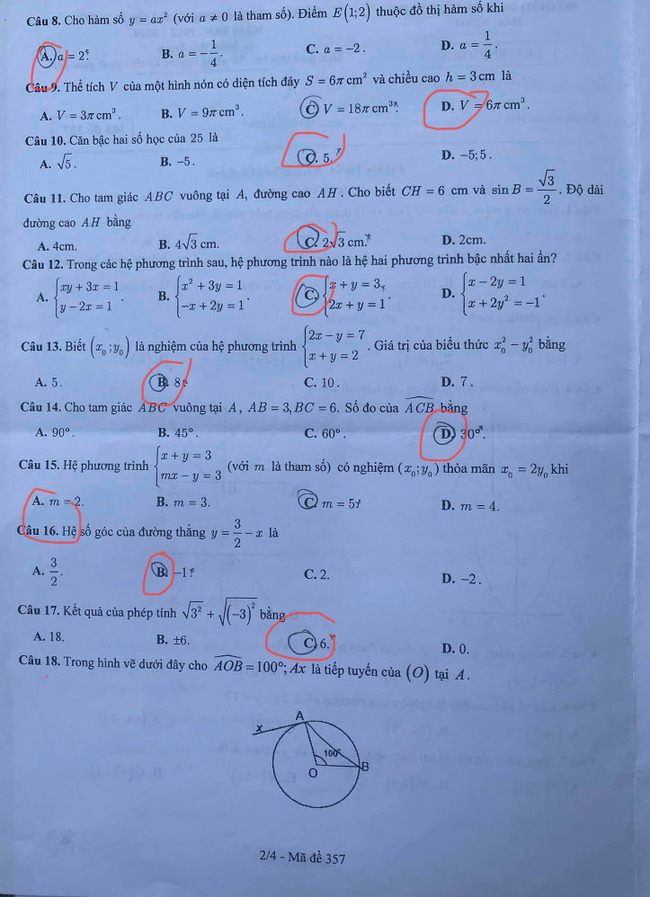 Câu 8. Cho hàm số y = ax² (với a ≠ 0 là tham số). Điểm E(1;2) thuộc đồ thị hàm số khi
A. a = 2. B. a = -1/4. C. a = -2. D. a = 1/4.
Câu 9. Thể tích V của một hình nón có diện tích đáy S = 6π cm² và chiều cao h = 3 cm là
A. V = 3π cm³. B. V = 9π cm³. C. V = 18π cm³. D. V = 6π cm³.
Câu 10. Căn bậc hai số học của 25 là
A. √5. B. -5. C. 5. D. -5; 5.
Câu 11. Cho tam giác ABC vuông tại A, đường cao AH. Cho biết CH = 6 cm và sin B = √3/2. Độ dài
đường cao AH bằng
A. 4cm. B. 4√3 cm. C. 2√3 cm. D. 2cm.
Câu 12. Trong các hệ phương trình sau, hệ phương trình nào là hệ hai phương trình bậc nhất hai ẩn?
A. {xy + 3x = 1; y - 2x = 1. B. {x² + 3y = 1; -x + 2y = 1. C. {x + y = 3; 2x + y = 1. D. {x - 2y = 1; x + 2y² = -1.
Câu 13. Biết (x₀; y₀) là nghiệm của hệ phương trình {2x - y = 7; x + y = 2. Giá trị của biểu thức x₀² - y₀² bằng
A. 5. B. 8. C. 10. D. 7.
Câu 14. Cho tam giác ABC vuông tại A, AB = 3, BC = 6. Số đo của ACB bằng
A. 90°. B. 45°. C. 60°. D. 30°.
Câu 15. Hệ phương trình {x + y = 3; mx - y = 3 (với m là tham số) có nghiệm (x₀; y₀) thỏa mãn x₀ = 2y₀ khi
A. m = 2. B. m = 3. C. m = 5. D. m = 4.
Câu 16. Hệ số góc của đường thẳng y = 3/2 - x là
A. 3/2. B. -1. C. 2. D. -2.
Câu 17. Kết quả của phép tính √3² + √(-3)² bằng
A. 18. B. ±6. C. 6. D. 0.
Câu 18. Trong hình vẽ dưới đây cho AOB = 100°; Ax là tiếp tuyến của (O) tại A.
A
x
100°
O B
2/4 - Mã đề 357